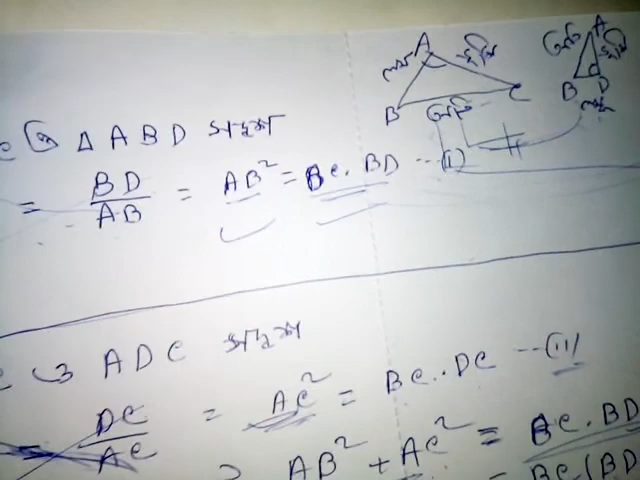 A
B
C
A
B D
ও Δ ABD সদৃশ
= BD/AB = AB² = BC·BD --- (i)
C ও ADC সদৃশ
= DC/AC = AC² = BC·DC --- (ii)
AB² + AC² = BC·BD
= BC(BD